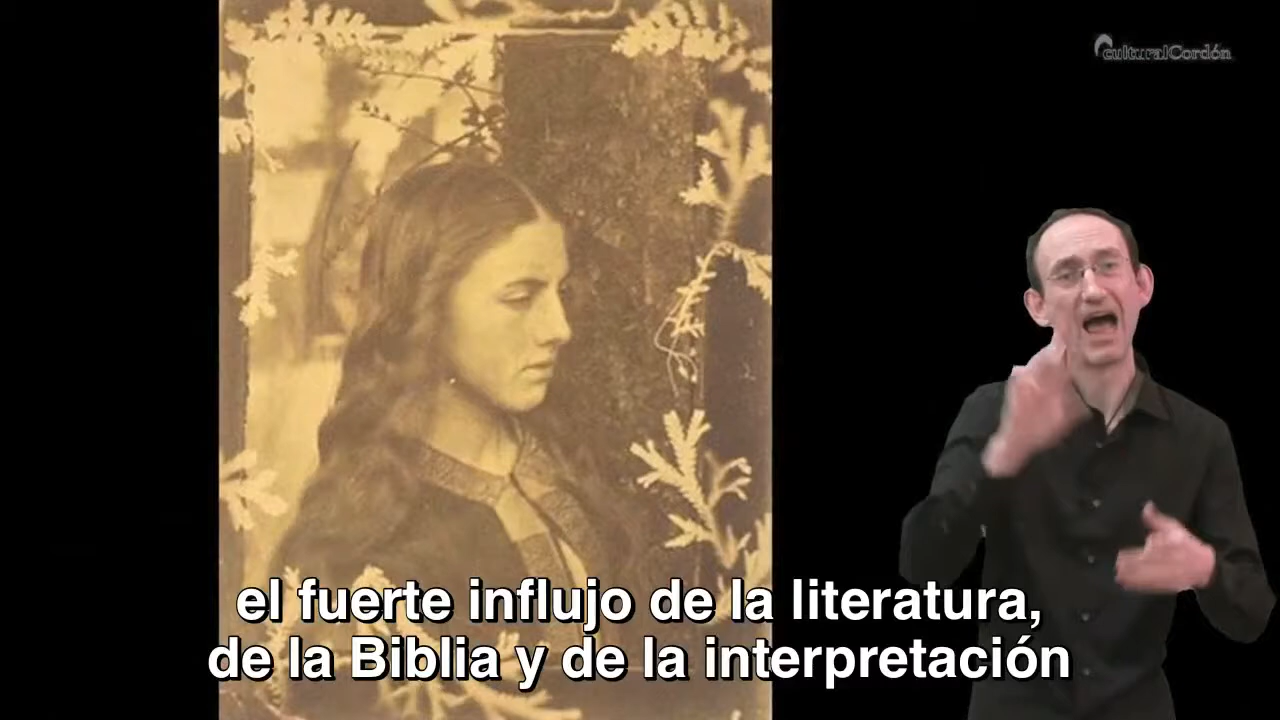 culturalCordón
el fuerte influjo de la literatura,
de la Biblia y de la interpretación